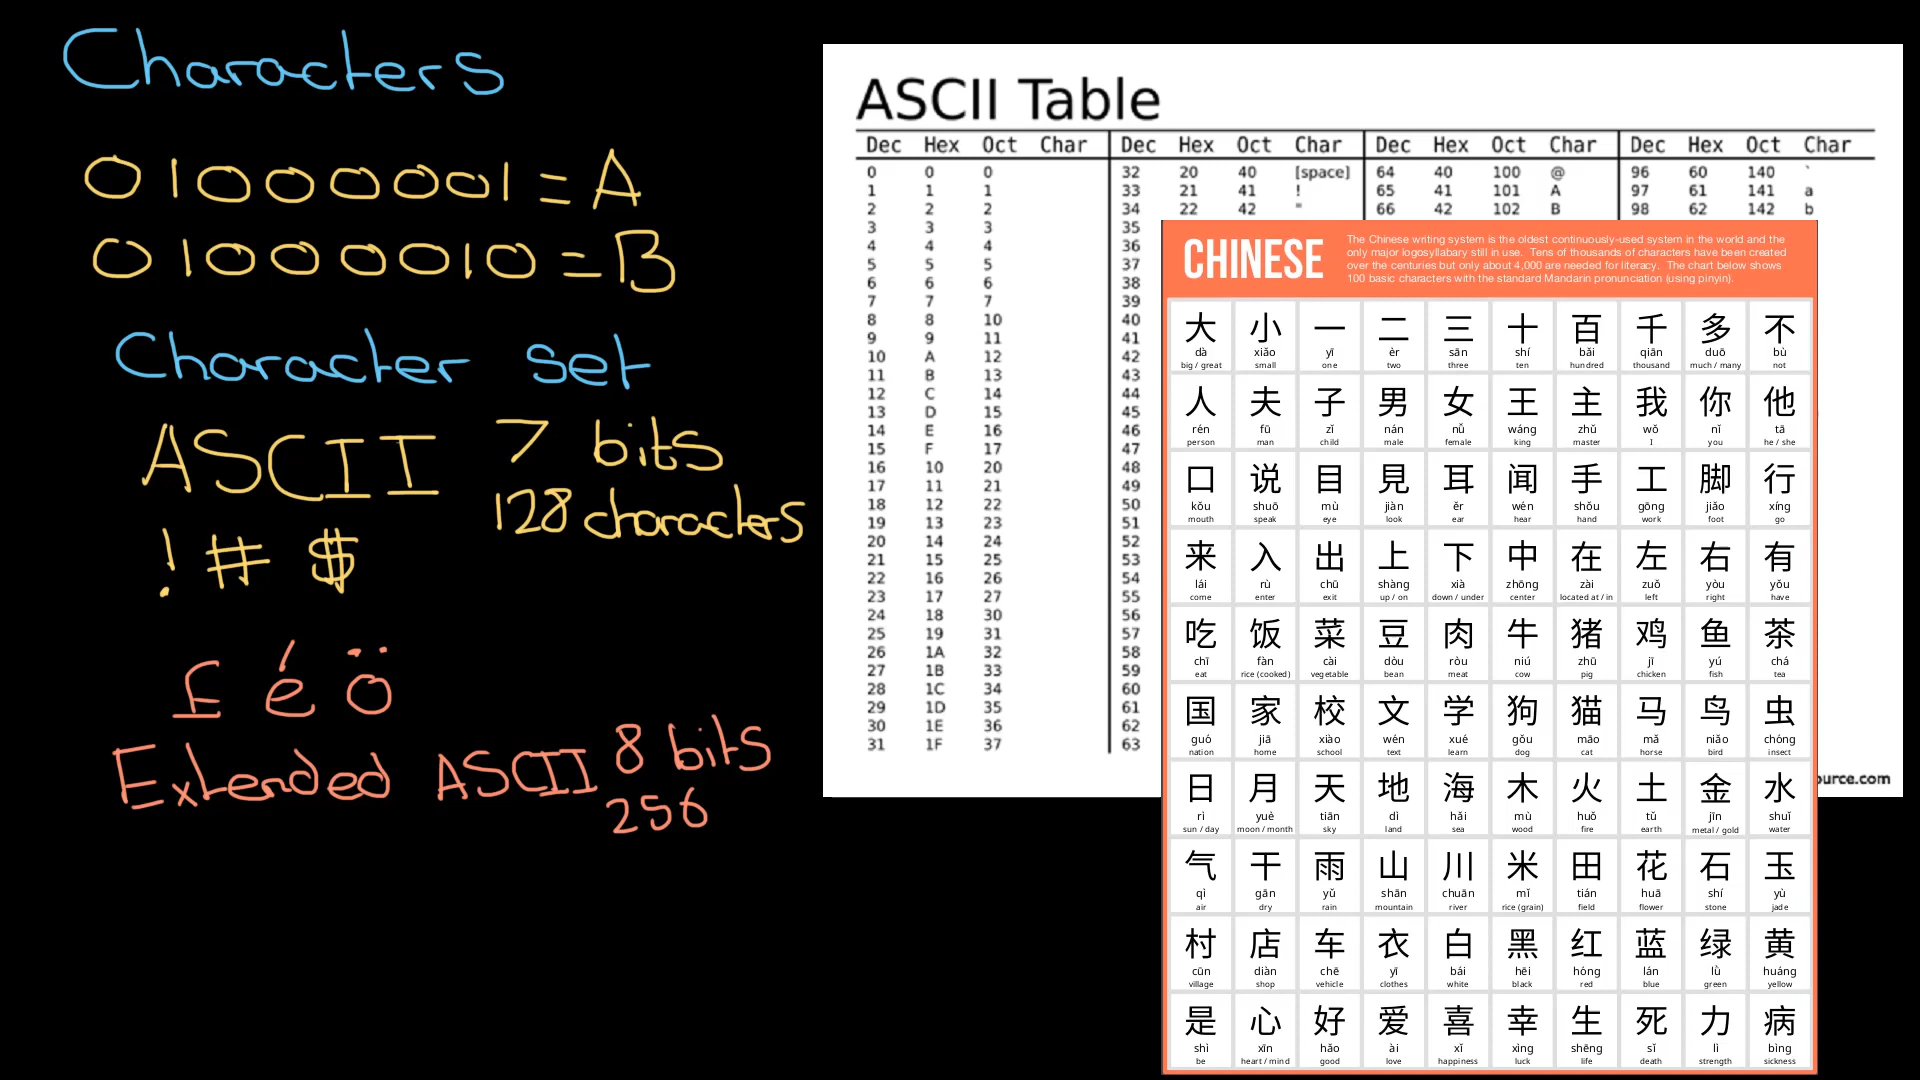 Characters
01000001 = A
01000010 = B
Character set
ASCII 7 bits
128 characters
! # $
£ é ö
Extended ASCII 8 bits
256
ASCII Table
Dec Hex Oct Char Dec Hex Oct Char Dec Hex Oct Char Dec Hex Oct Char
0 0 0 32 20 40 [space] 64 40 100 @ 96 60 140 `
1 1 1 33 21 41 ! 65 41 101 A 97 61 141 a
2 2 2 34 22 42 " 66 42 102 B 98 62 142 b
3 3 3 35
4 4 4 36
5 5 5 37
6 6 6 38
7 7 7 39
8 8 10 40
9 9 11 41
10 A 12 42
11 B 13 43
12 C 14 44
13 D 15 45
14 E 16 46
15 F 17 47
16 10 20 48
17 11 21 49
18 12 22 50
19 13 23 51
20 14 24 52
21 15 25 53
22 16 26 54
23 17 27 55
24 18 30 56
25 19 31 57
26 1A 32 58
27 1B 33 59
28 1C 34 60
29 1D 35 61
30 1E 36 62
31 1F 37 63
CHINESE
The Chinese writing system is the oldest continuously-used system in the world and the
only major logosyllabary still in use. Tens of thousands of characters have been created
over the centuries but only about 4,000 are needed for literacy. The chart below shows
100 basic characters with the standard Mandarin pronunciation (using pinyin).
大 小 一 二 三 十 百 千 多 不
dà xiǎo yī èr sān shí bǎi qiān duō bù
big / great small one two three ten hundred thousand much / many not
人 夫 子 男 女 王 主 我 你 他
rén fū zǐ nán nǚ wáng zhǔ wǒ nǐ tā
person man child male female king master I you he / she
口 说 目 見 耳 闻 手 工 脚 行
kǒu shuō mù jiàn ěr wén shǒu gōng jiǎo xíng
mouth speak eye look ear hear hand work foot go
来 入 出 上 下 中 在 左 右 有
lái rù chū shàng xià zhōng zài zuǒ yòu yǒu
come enter exit up / on down / under center located at / in left right have
吃 饭 菜 豆 肉 牛 猪 鸡 鱼 茶
chī fàn cài dòu ròu niú zhū jī yú chá
eat rice (cooked) vegetable bean meat cow pig chicken fish tea
国 家 校 文 学 狗 猫 马 鸟 虫
guó jiā xiào wén xué gǒu māo mǎ niǎo chóng
nation home school text learn dog cat horse bird insect
日 月 天 地 海 木 火 土 金 水
rì yuè tiān dì hǎi mù huǒ tǔ jīn shuǐ
sun / day moon / month sky land sea wood fire earth metal / gold water
气 干 雨 山 川 米 田 花 石 玉
qì gān yǔ shān chuān mǐ tián huā shí yù
air dry rain mountain river rice (grain) field flower stone jade
村 店 车 衣 白 黑 红 蓝 绿 黄
cūn diàn chē yī bái hēi hóng lán lǜ huáng
village shop vehicle clothes white black red blue green yellow
是 心 好 爱 喜 幸 生 死 力 病
shì xīn hǎo ài xǐ xìng shēng sǐ lì bìng
be heart / mind good love happiness luck life death strength sickness
ource.com